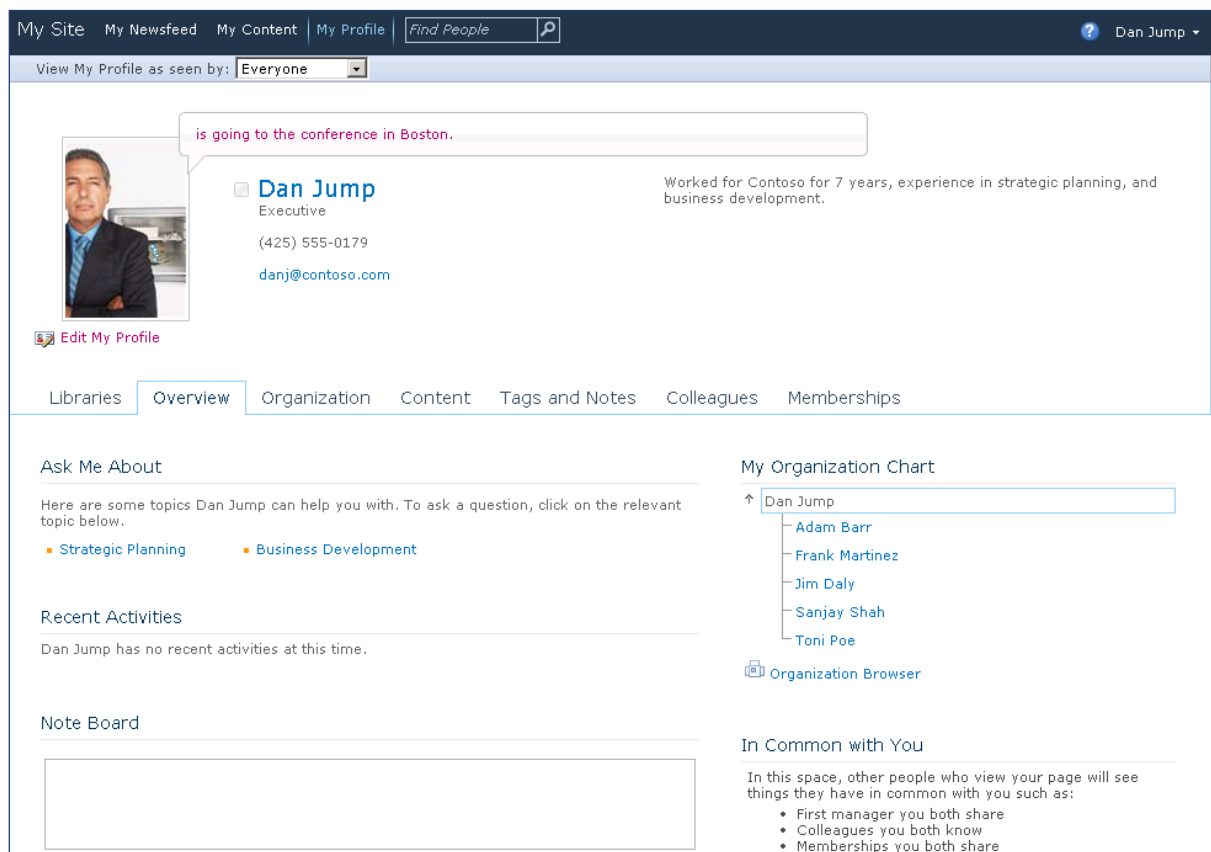 My Site My Newsfeed My Content My Profile Find People Dan Jump
View My Profile as seen by: Everyone
is going to the conference in Boston.
Dan Jump
Executive
(425) 555-0179
danj@contoso.com
Worked for Contoso for 7 years, experience in strategic planning, and
business development.
Edit My Profile
Libraries Overview Organization Content Tags and Notes Colleagues Memberships
Ask Me About
Here are some topics Dan Jump can help you with. To ask a question, click on the relevant
topic below.
Strategic Planning Business Development
Recent Activities
Dan Jump has no recent activities at this time.
Note Board
My Organization Chart
Dan Jump
Adam Barr
Frank Martinez
Jim Daly
Sanjay Shah
Toni Poe
Organization Browser
In Common with You
In this space, other people who view your page will see
things they have in common with you such as:
• First manager you both share
• Colleagues you both know
• Memberships you both share